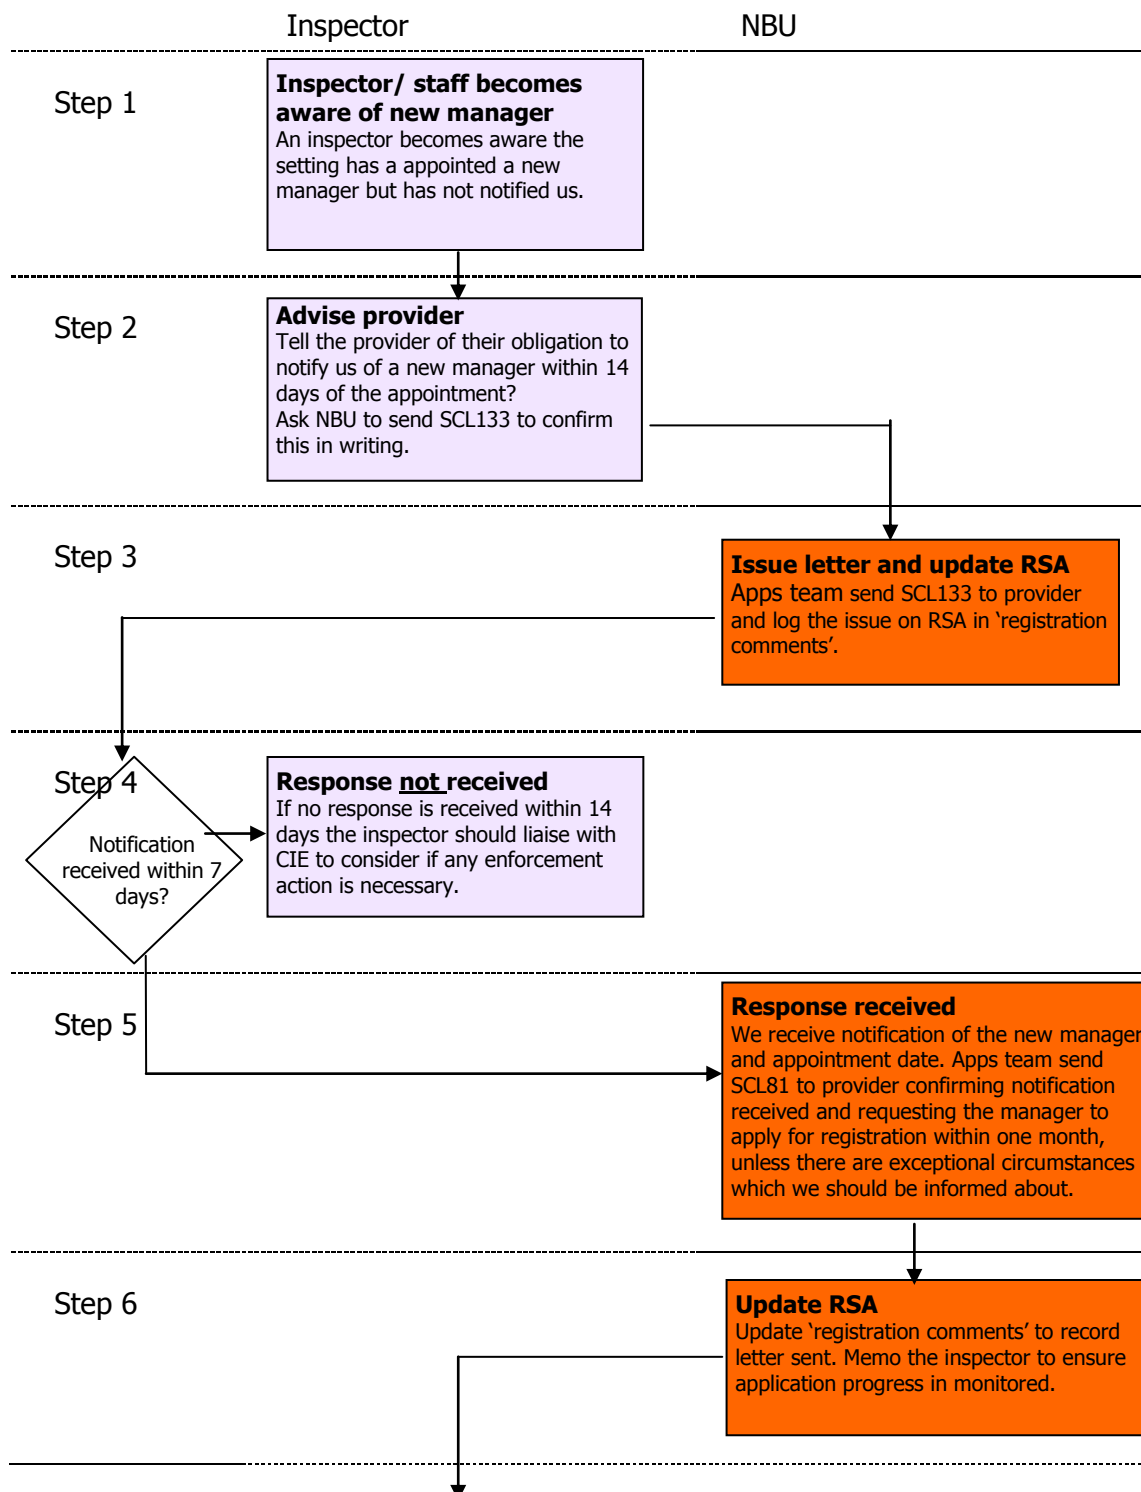 Inspector NBU
Step 1
Inspector/ staff becomes
aware of new manager
An inspector becomes aware the
setting has a appointed a new
manager but has not notified us.
Step 2
Advise provider
Tell the provider of their obligation to
notify us of a new manager within 14
days of the appointment?
Ask NBU to send SCL133 to confirm
this in writing.
Step 3
Issue letter and update RSA
Apps team send SCL133 to provider
and log the issue on RSA in ‘registration
comments’.
Step 4
Notification
received within 7
days?
Response not received
If no response is received within 14
days the inspector should liaise with
CIE to consider if any enforcement
action is necessary.
Step 5
Response received
We receive notification of the new manager
and appointment date. Apps team send
SCL81 to provider confirming notification
received and requesting the manager to
apply for registration within one month,
unless there are exceptional circumstances
which we should be informed about.
Step 6
Update RSA
Update ‘registration comments’ to record
letter sent. Memo the inspector to ensure
application progress in monitored.